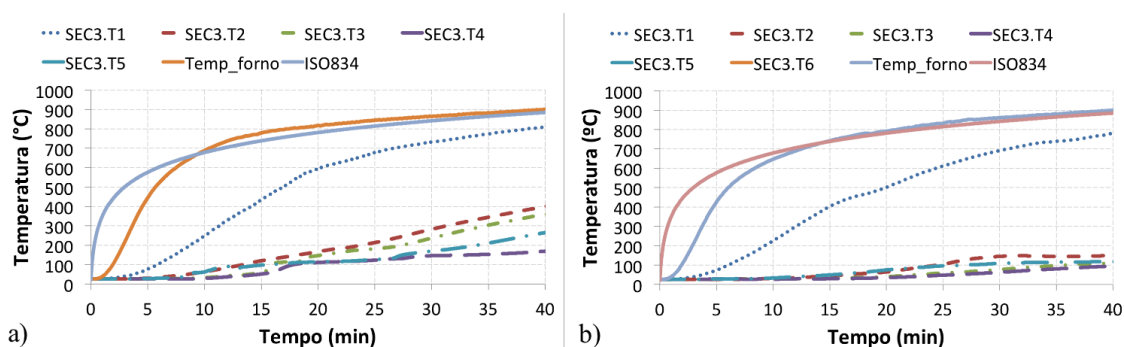 SEC3.T1 SEC3.T2 SEC3.T3 SEC3.T4
SEC3.T5 Temp_forno ISO834
1000
900
800
700
600
500
400
300
200
100
0
Temperatura (°C)
0 5 10 15 20 25 30 35 40
Tempo (min)
a)
SEC3.T1 SEC3.T2 SEC3.T3 SEC3.T4
SEC3.T5 SEC3.T6 Temp_forno ISO834
1000
900
800
700
600
500
400
300
200
100
0
Temperatura (ºC)
0 5 10 15 20 25 30 35 40
Tempo (min)
b)